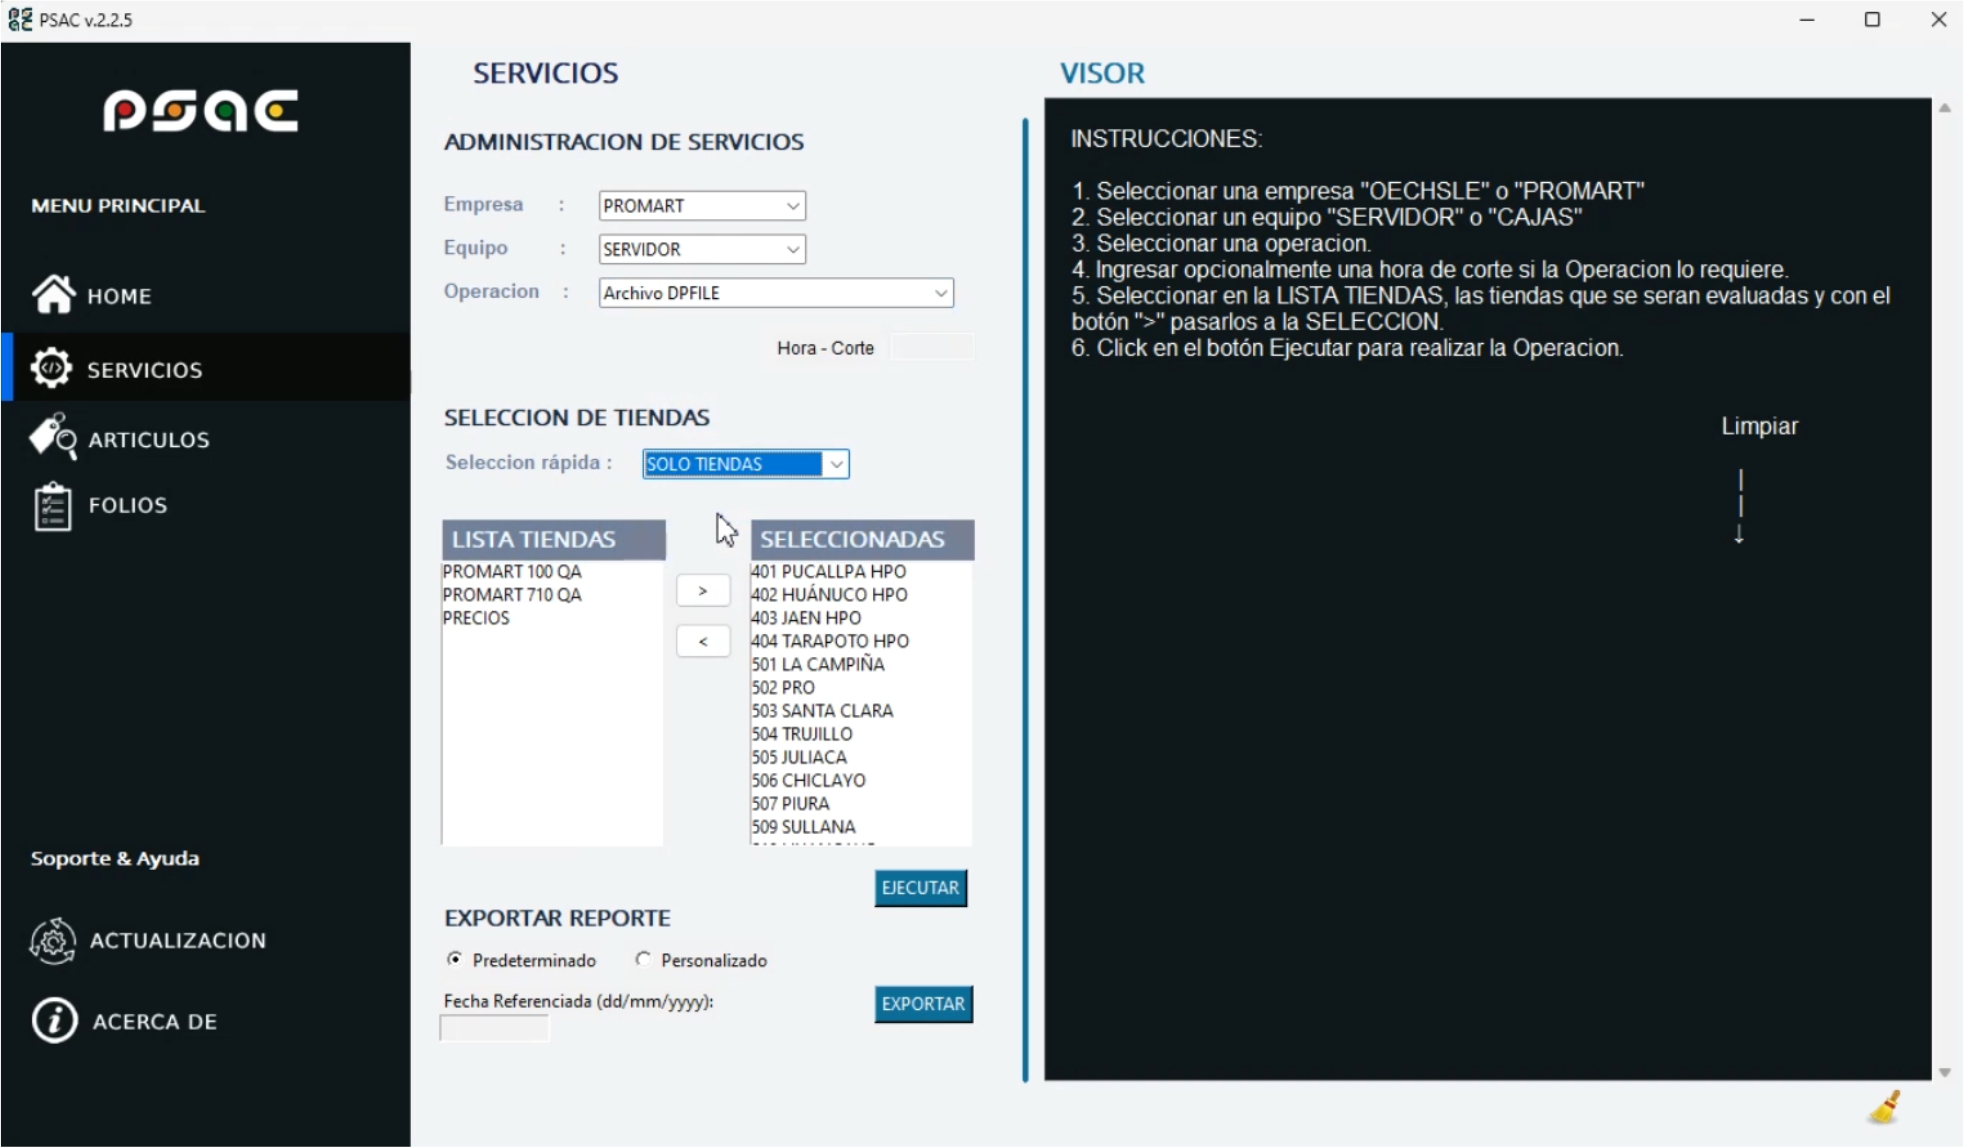 PSAC v.2.2.5
PSAC
MENU PRINCIPAL
HOME
SERVICIOS
ARTICULOS
FOLIOS
Soporte & Ayuda
ACTUALIZACION
ACERCA DE
SERVICIOS
ADMINISTRACION DE SERVICIOS
Empresa : PROMART
Equipo : SERVIDOR
Operacion : Archivo DPFILE
Hora - Corte
SELECCION DE TIENDAS
Seleccion rápida : SOLO TIENDAS
LISTA TIENDAS
PROMART 100 QA
PROMART 710 QA
PRECIOS
>
<
SELECCIONADAS
401 PUCALLPA HPO
402 HUÁNUCO HPO
403 JAEN HPO
404 TARAPOTO HPO
501 LA CAMPIÑA
502 PRO
503 SANTA CLARA
504 TRUJILLO
505 JULIACA
506 CHICLAYO
507 PIURA
509 SULLANA
EJECUTAR
EXPORTAR REPORTE
Predeterminado
Personalizado
Fecha Referenciada (dd/mm/yyyy):
EXPORTAR
VISOR
INSTRUCCIONES:
1. Seleccionar una empresa "OECHSLE" o "PROMART"
2. Seleccionar un equipo "SERVIDOR" o "CAJAS"
3. Seleccionar una operacion.
4. Ingresar opcionalmente una hora de corte si la Operacion lo requiere.
5. Seleccionar en la LISTA TIENDAS, las tiendas que se seran evaluadas y con el
botón ">" pasarlos a la SELECCION.
6. Click en el botón Ejecutar para realizar la Operacion.
Limpiar
|
|
↓